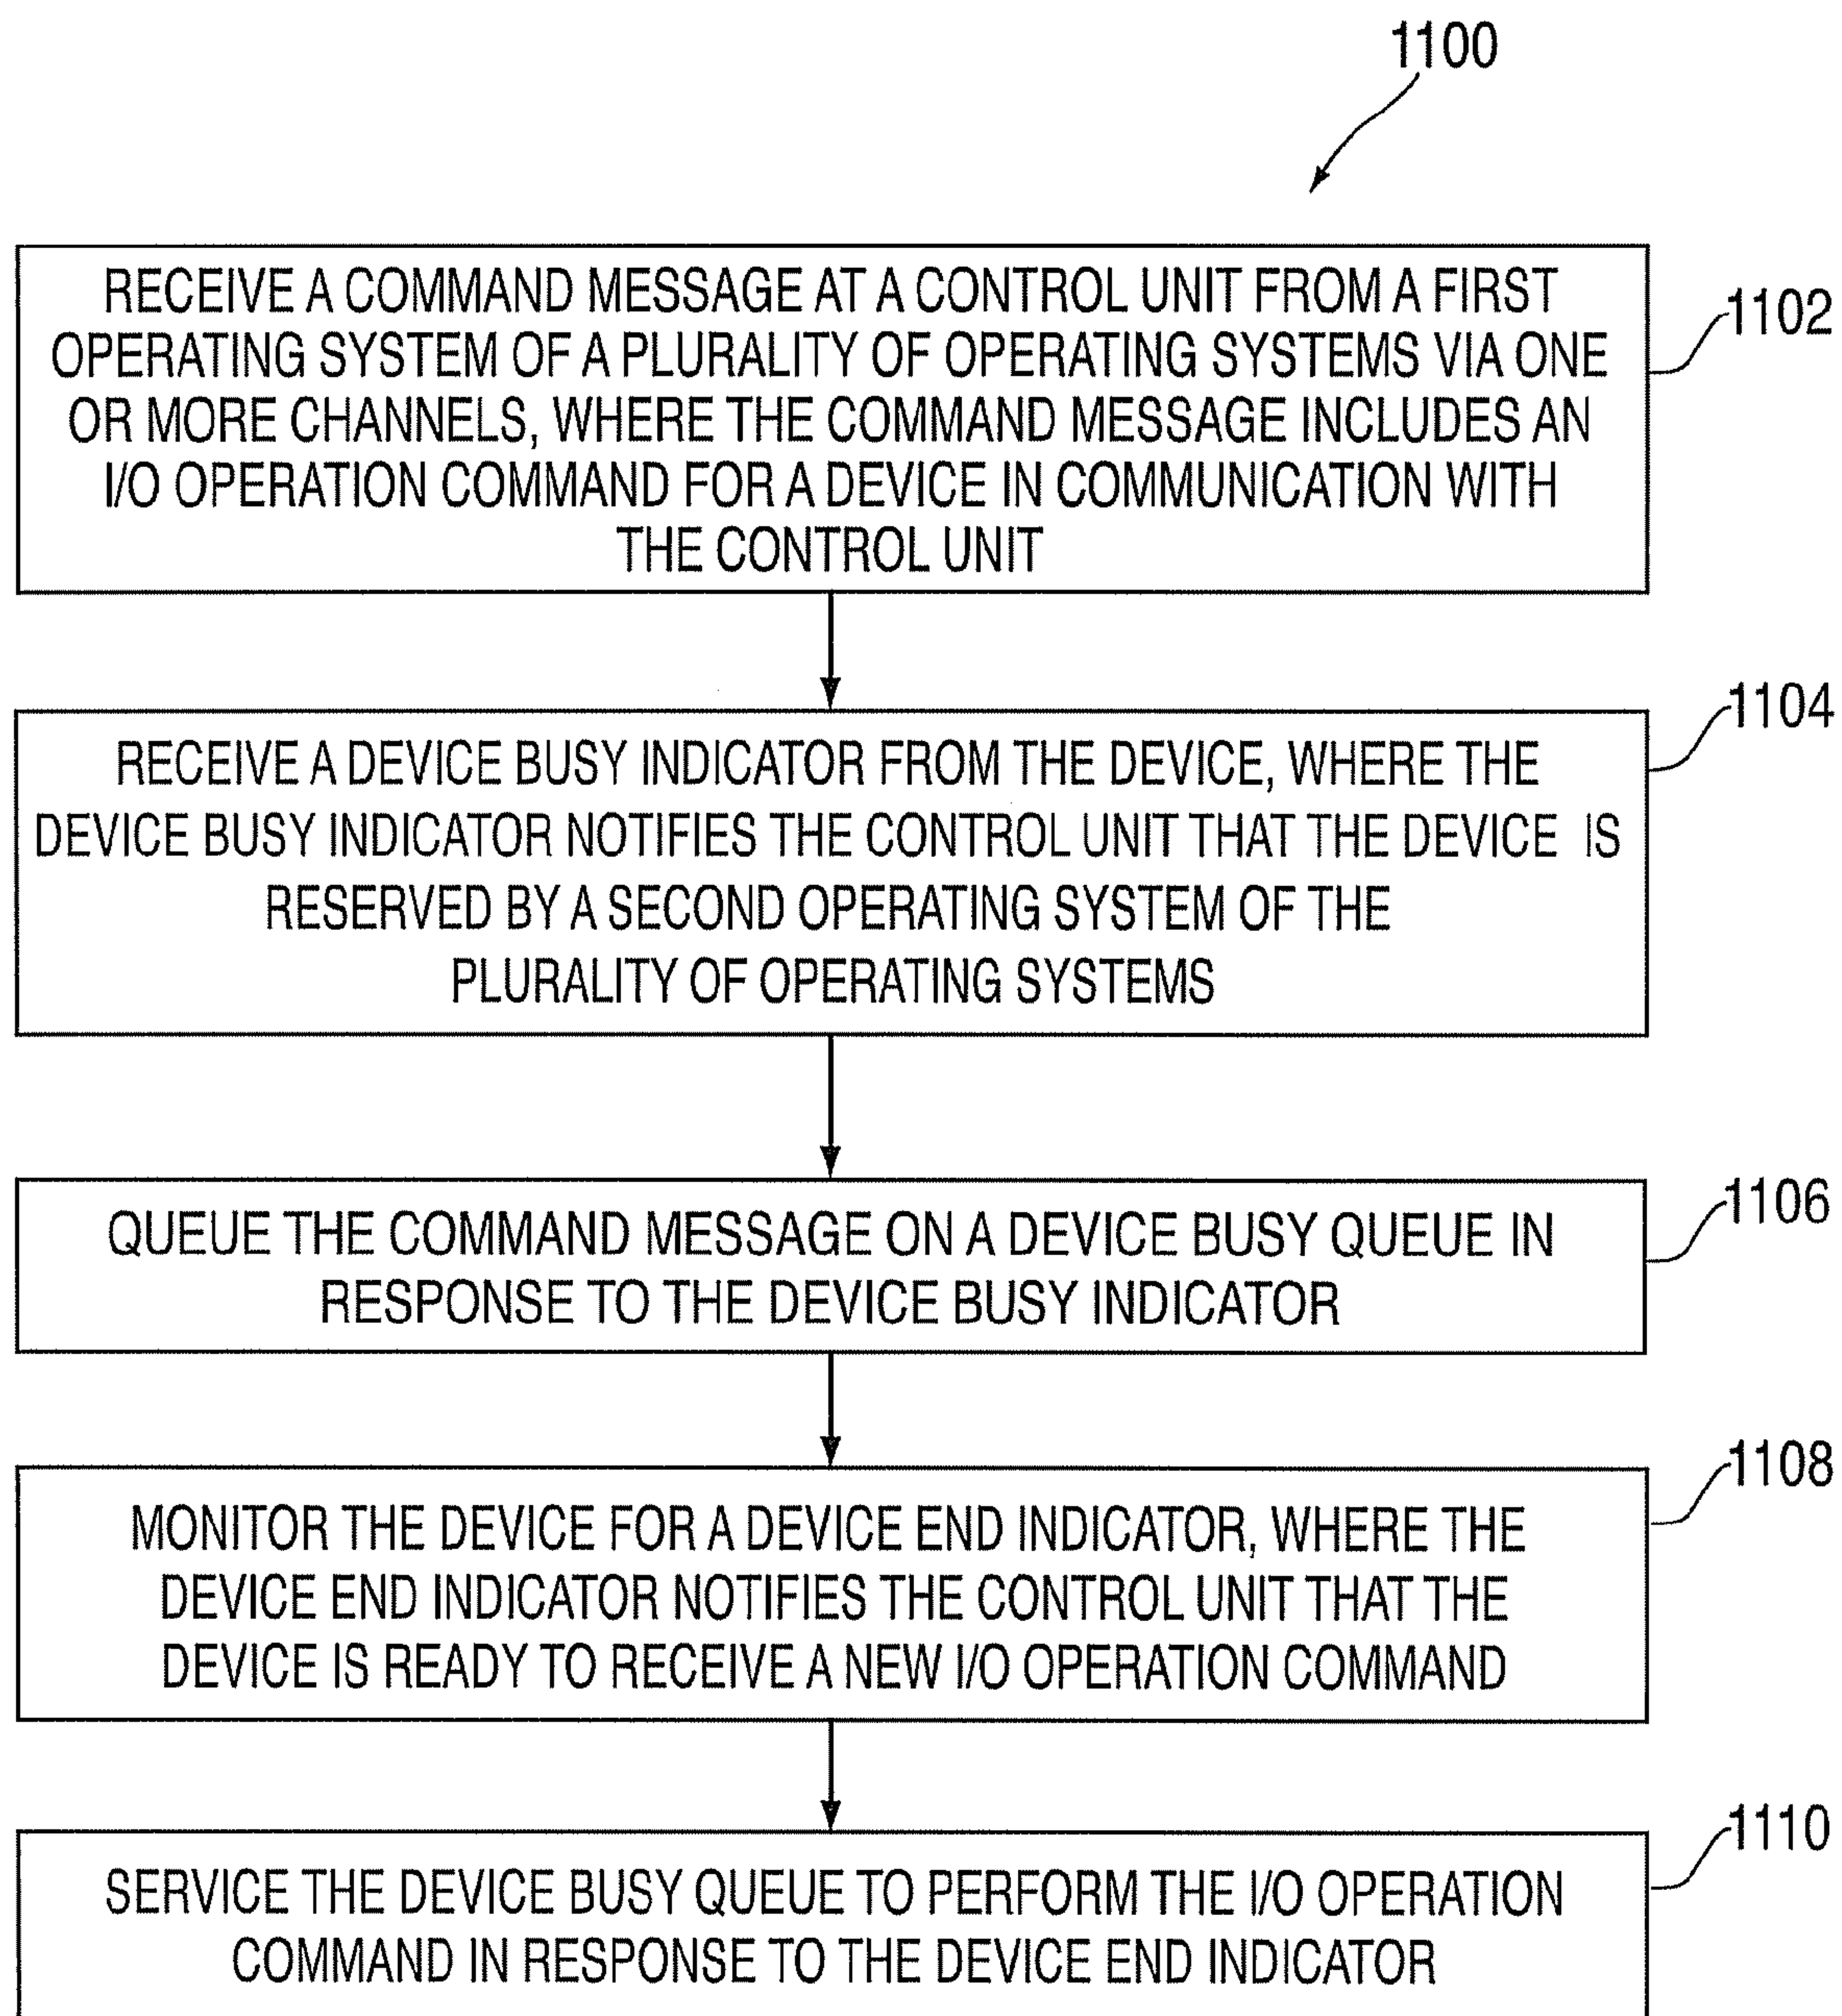 1100
RECEIVE A COMMAND MESSAGE AT A CONTROL UNIT FROM A FIRST
OPERATING SYSTEM OF A PLURALITY OF OPERATING SYSTEMS VIA ONE
OR MORE CHANNELS, WHERE THE COMMAND MESSAGE INCLUDES AN
I/O OPERATION COMMAND FOR A DEVICE IN COMMUNICATION WITH
THE CONTROL UNIT
1102
RECEIVE A DEVICE BUSY INDICATOR FROM THE DEVICE, WHERE THE
DEVICE BUSY INDICATOR NOTIFIES THE CONTROL UNIT THAT THE DEVICE IS
RESERVED BY A SECOND OPERATING SYSTEM OF THE
PLURALITY OF OPERATING SYSTEMS
1104
QUEUE THE COMMAND MESSAGE ON A DEVICE BUSY QUEUE IN
RESPONSE TO THE DEVICE BUSY INDICATOR
1106
MONITOR THE DEVICE FOR A DEVICE END INDICATOR, WHERE THE
DEVICE END INDICATOR NOTIFIES THE CONTROL UNIT THAT THE
DEVICE IS READY TO RECEIVE A NEW I/O OPERATION COMMAND
1108
SERVICE THE DEVICE BUSY QUEUE TO PERFORM THE I/O OPERATION
COMMAND IN RESPONSE TO THE DEVICE END INDICATOR
1110